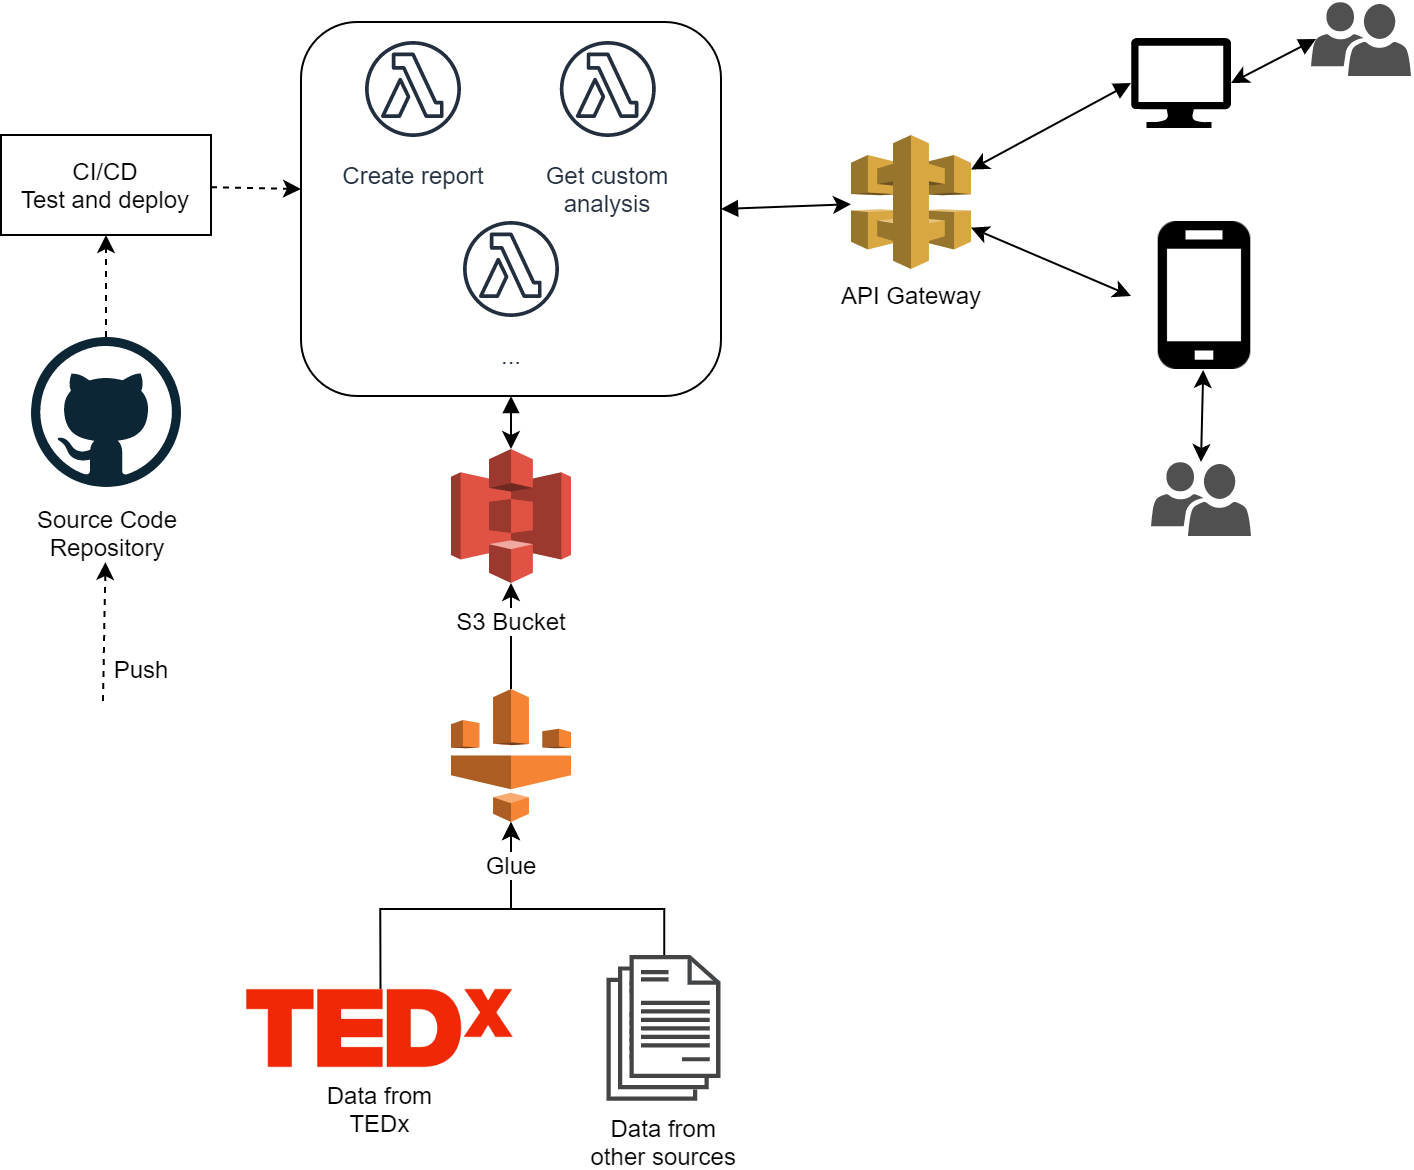 CI/CD
Test and deploy
Create report
Get custom
analysis
...
API Gateway
Source Code
Repository
Push
S3 Bucket
Glue
TEDx
Data from
TEDx
Data from
other sources